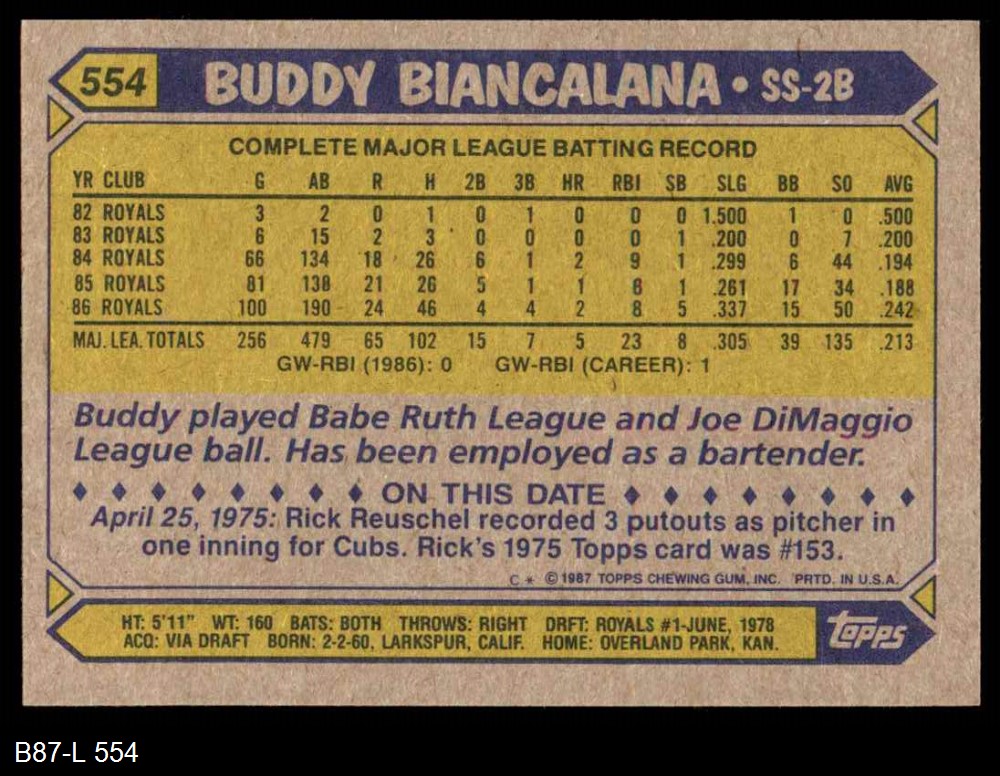 554 BUDDY BIANCALANA • SS-2B
COMPLETE MAJOR LEAGUE BATTING RECORD
YR CLUB G AB R H 2B 3B HR RBI SB SLG BB SO AVG
82 ROYALS 3 2 0 1 0 1 0 0 0 1.500 1 0 .500
83 ROYALS 6 15 2 3 0 0 0 0 1 .200 0 7 .200
84 ROYALS 66 134 18 26 6 1 2 9 1 .299 6 44 .194
85 ROYALS 81 138 21 26 5 1 1 6 1 .261 17 34 .188
86 ROYALS 100 190 24 46 4 4 2 8 5 .337 15 50 .242
MAJ. LEA. TOTALS 256 479 65 102 15 7 5 23 8 .305 39 135 .213
GW-RBI (1986): 0 GW-RBI (CAREER): 1
Buddy played Babe Ruth League and Joe DiMaggio
League ball. Has been employed as a bartender.
♦ ♦ ♦ ♦ ♦ ♦ ♦ ♦ ON THIS DATE ♦ ♦ ♦ ♦ ♦ ♦ ♦ ♦
April 25, 1975: Rick Reuschel recorded 3 putouts as pitcher in
one inning for Cubs. Rick's 1975 Topps card was #153.
C * © 1987 TOPPS CHEWING GUM, INC. PRTD. IN U.S.A.
HT: 5'11" WT: 160 BATS: BOTH THROWS: RIGHT DRFT: ROYALS #1-JUNE, 1978
ACQ: VIA DRAFT BORN: 2-2-60, LARKSPUR, CALIF. HOME: OVERLAND PARK, KAN.
topps
B87-L 554